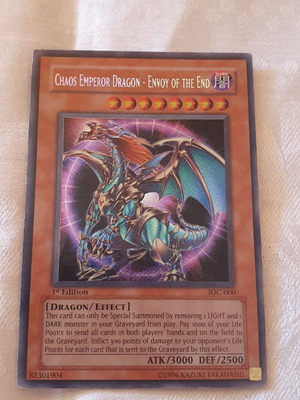 CHAOS EMPEROR DRAGON - ENVOY OF THE END
DARK
1st Edition
IOC-000
[DRAGON/EFFECT]
This card can only be Special Summoned by removing 1 LIGHT and 1
DARK monster in your Graveyard from play. Pay 1000 of your Life
Points to send all cards in both players' hands and on the field to
the Graveyard. Inflict 300 points of damage to your opponent's Life
Points for each card that is sent to the Graveyard by this effect.
ATK/3000 DEF/2500
82301904
©1996 KAZUKI TAKAHASHI